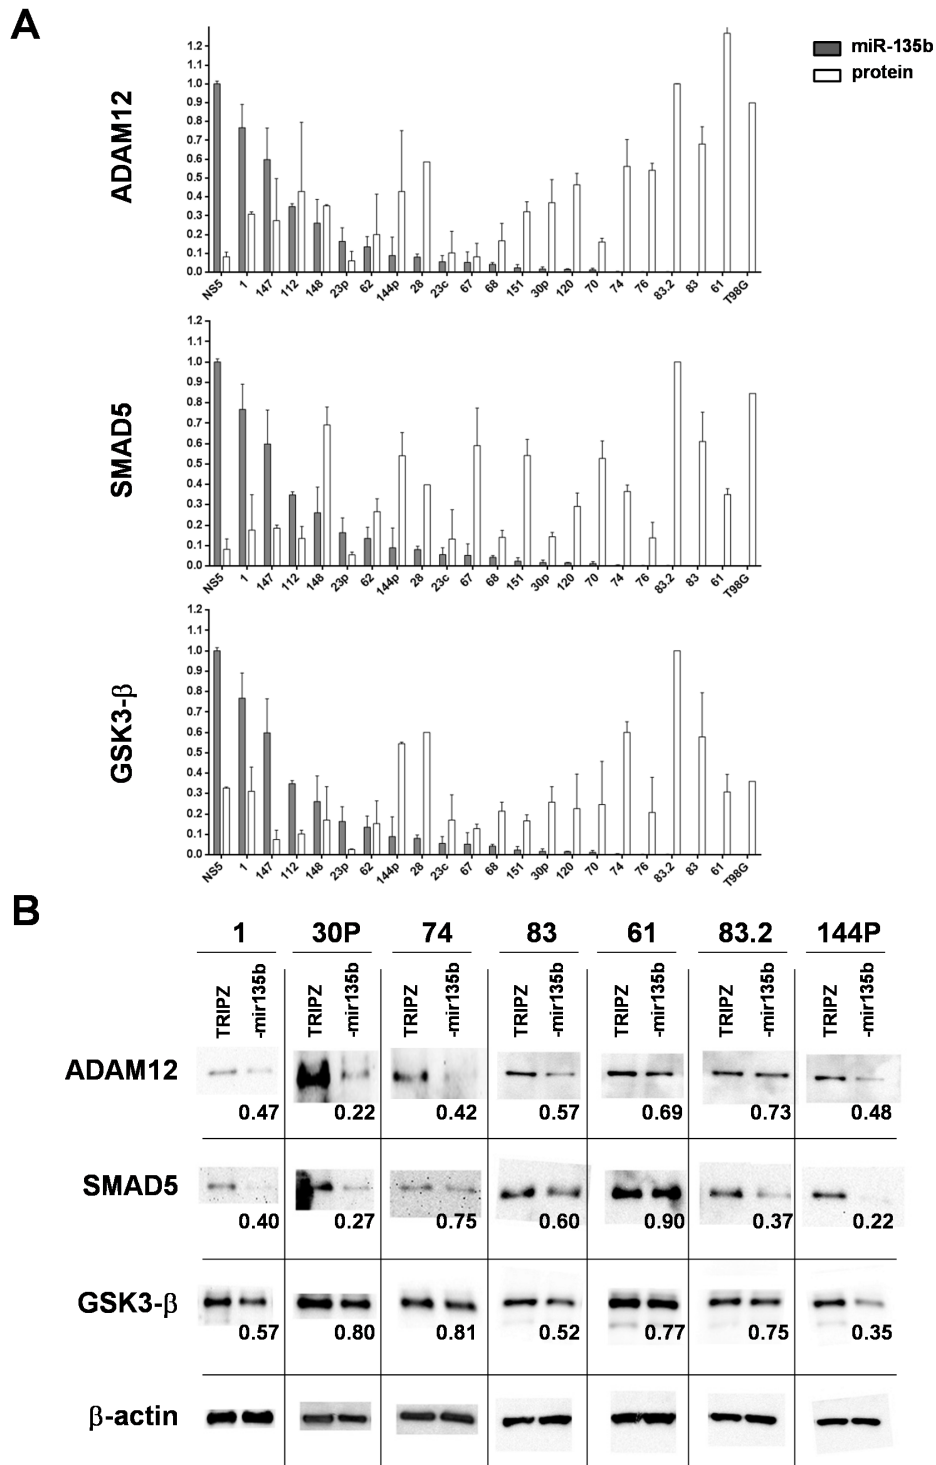 A
miR-135b
protein
ADAM12
1.2
1.1
1.0
0.9
0.8
0.7
0.6
0.5
0.4
0.3
0.2
0.1
0.0
NS5 1 147 112 148 23p 62 144p 28 23c 67 68 151 30p 120 70 74 76 83.2 83 61 T98G
SMAD5
1.2
1.1
1.0
0.9
0.8
0.7
0.6
0.5
0.4
0.3
0.2
0.1
0.0
NS5 1 147 112 148 23p 62 144p 28 23c 67 68 151 30p 120 70 74 76 83.2 83 61 T98G
GSK3-β
1.2
1.1
1.0
0.9
0.8
0.7
0.6
0.5
0.4
0.3
0.2
0.1
0.0
NS5 1 147 112 148 23p 62 144p 28 23c 67 68 151 30p 120 70 74 76 83.2 83 61 T98G
B
1 30P 74 83 61 83.2 144P
TRIPZ -mir135b TRIPZ -mir135b TRIPZ -mir135b TRIPZ -mir135b TRIPZ -mir135b TRIPZ -mir135b TRIPZ -mir135b
ADAM12
0.47 0.22 0.42 0.57 0.69 0.73 0.48
SMAD5
0.40 0.27 0.75 0.60 0.90 0.37 0.22
GSK3-β
0.57 0.80 0.81 0.52 0.77 0.75 0.35
β-actin